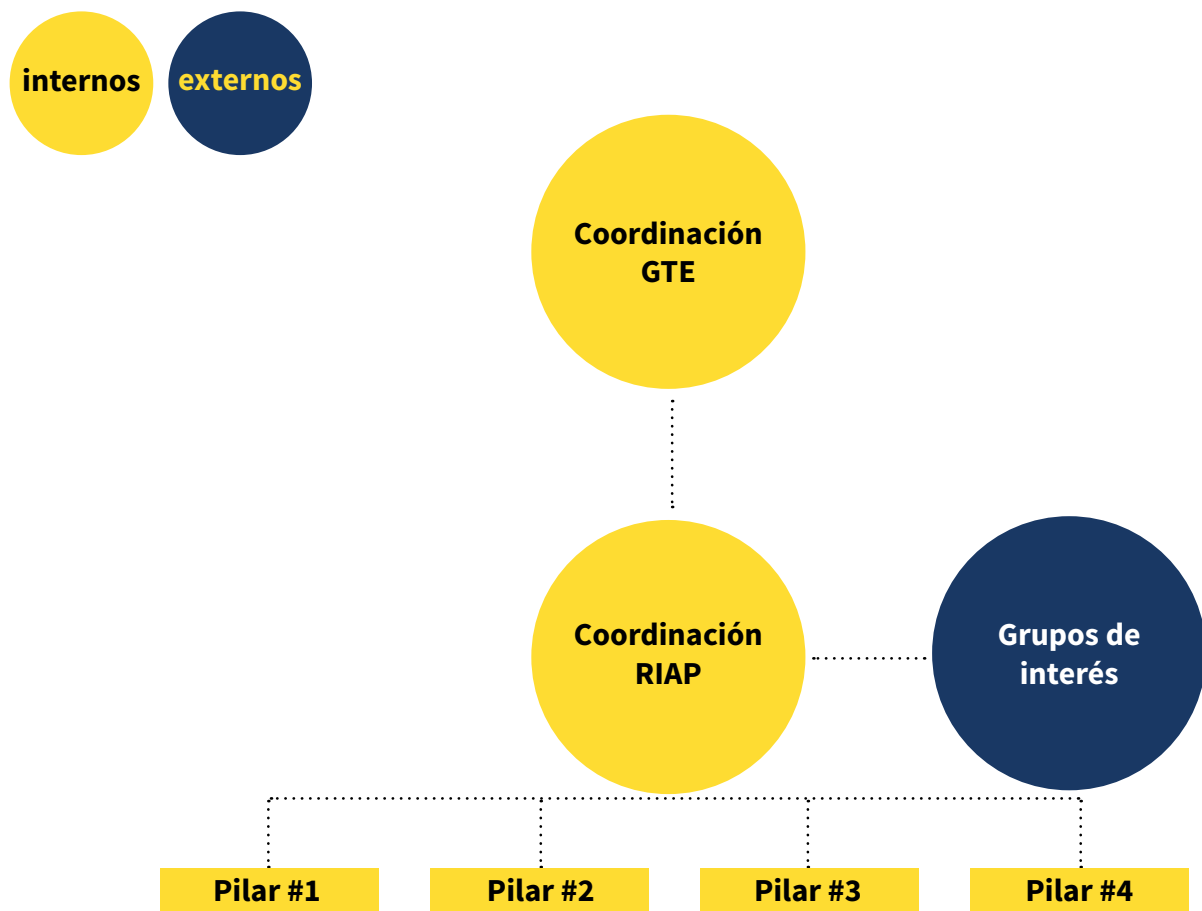 internos
externos
Coordinación
GTE
Coordinación
RIAP
Grupos de
interés
Pilar #1
Pilar #2
Pilar #3
Pilar #4